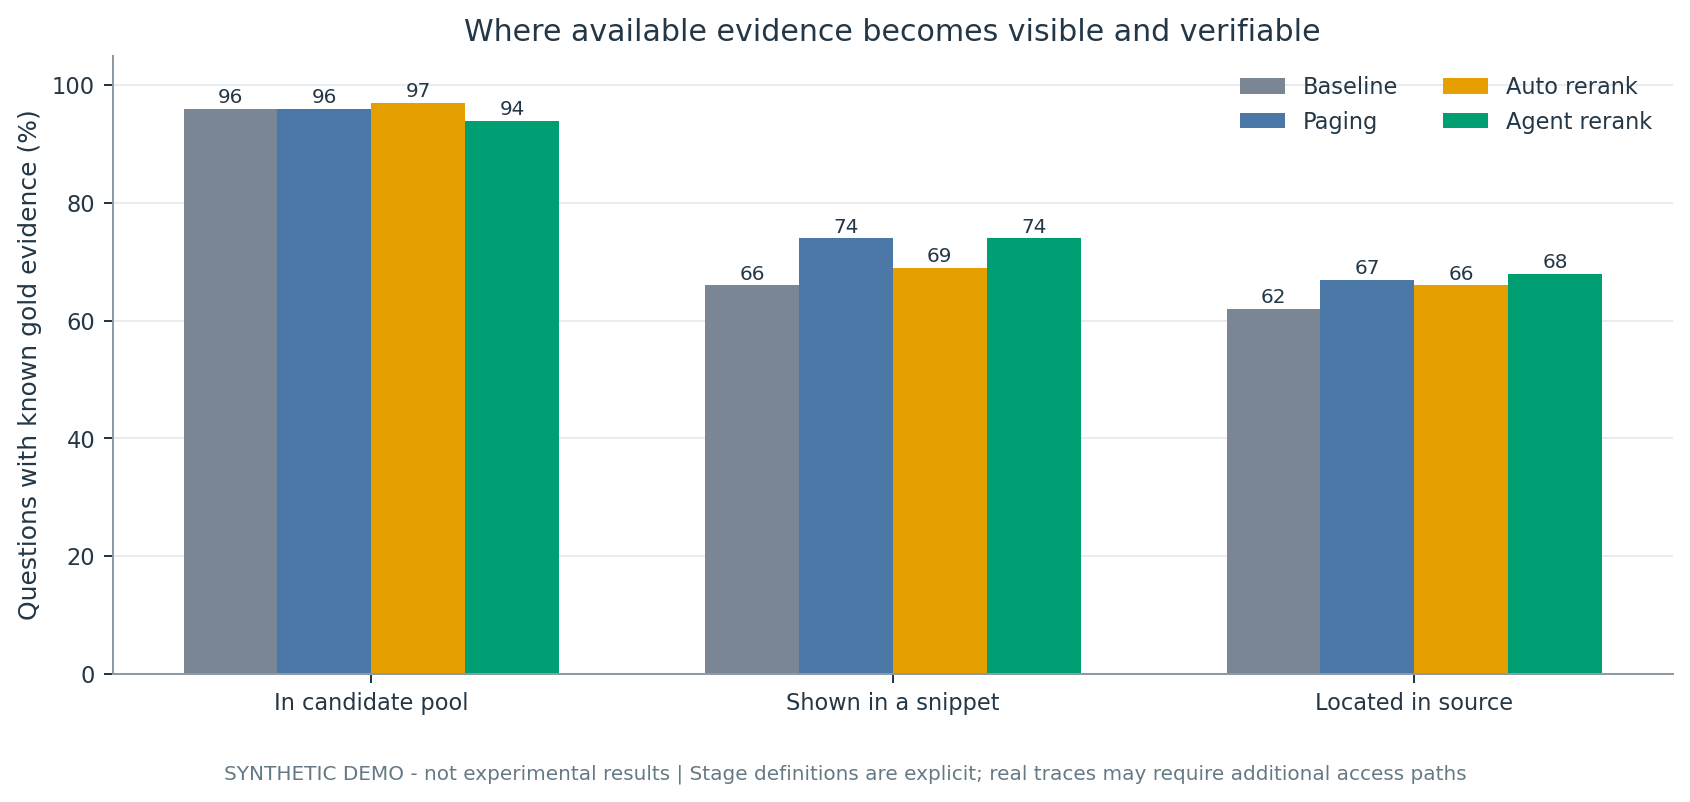 Where available evidence becomes visible and verifiable
Questions with known gold evidence (%)
100
80
60
40
20
0
Baseline
Paging
Auto rerank
Agent rerank
96
96
97
94
66
74
69
74
62
67
66
68
In candidate pool
Shown in a snippet
Located in source
SYNTHETIC DEMO - not experimental results | Stage definitions are explicit; real traces may require additional access paths